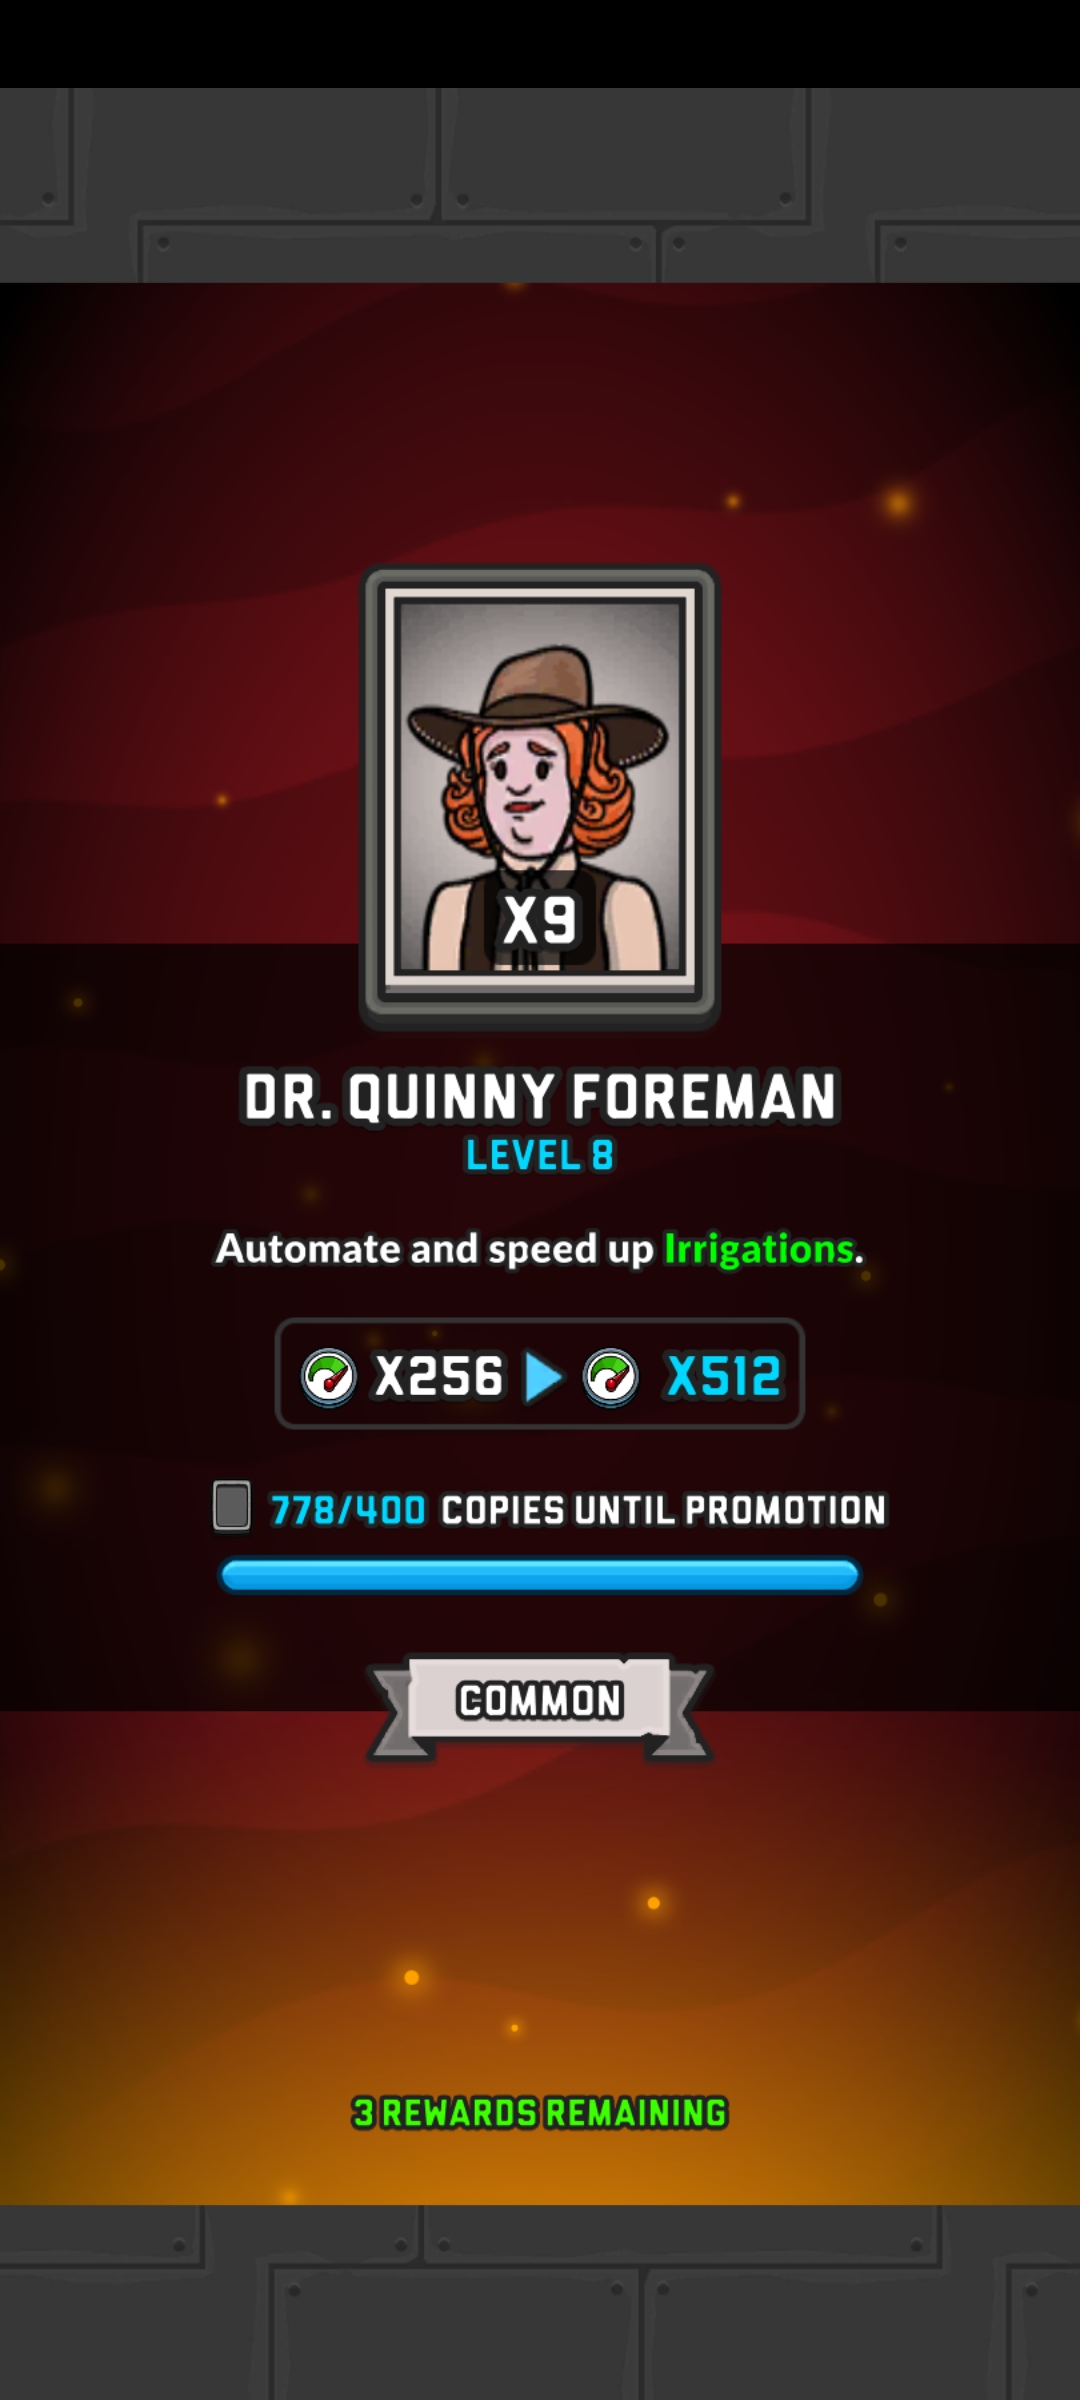 X9
DR. QUINNY FOREMAN
LEVEL 8
Automate and speed up Irrigations.
X256 X512
778/400 COPIES UNTIL PROMOTION
COMMON
3 REWARDS REMAINING